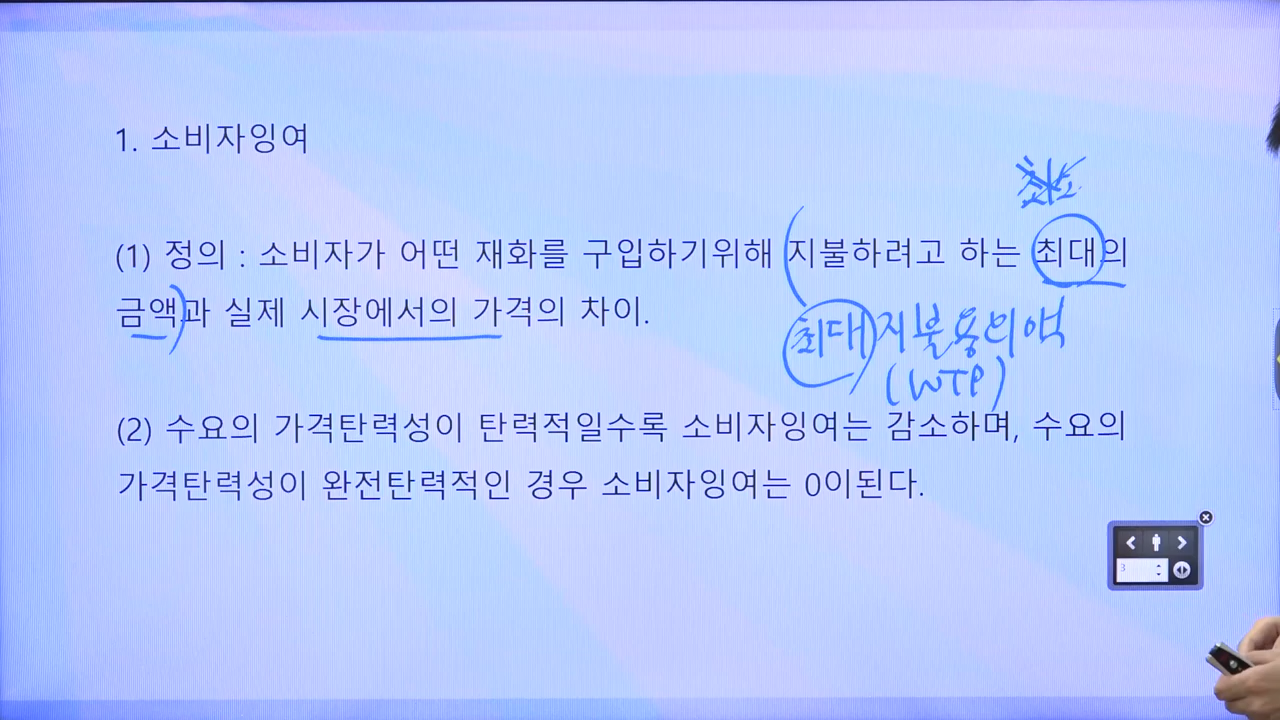 1. 소비자잉여
최소
(1) 정의 : 소비자가 어떤 재화를 구입하기위해 지불하려고 하는 최대의
금액과 실제 시장에서의 가격의 차이.
최대 지불용의액
(WTP)
(2) 수요의 가격탄력성이 탄력적일수록 소비자잉여는 감소하며, 수요의
가격탄력성이 완전탄력적인 경우 소비자잉여는 0이된다.
3